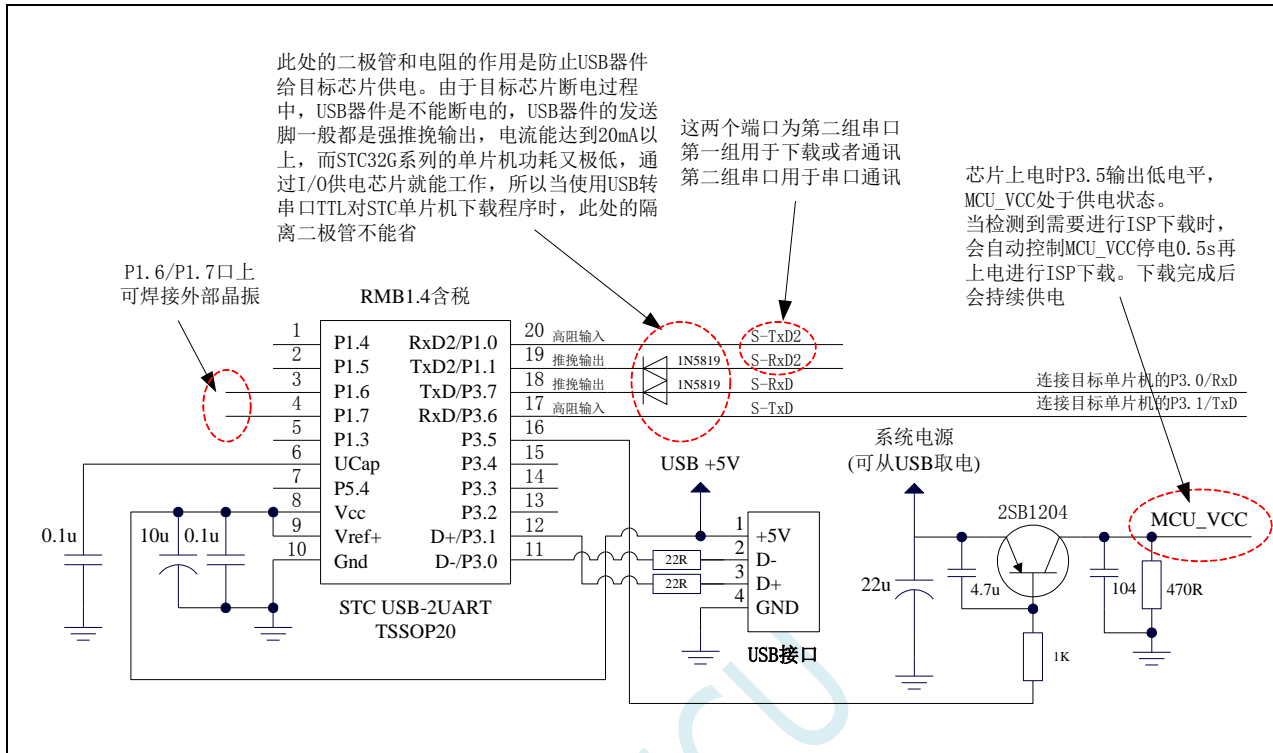 此处的二极管和电阻的作用是防止USB器件
给目标芯片供电。由于目标芯片断电过程
中，USB器件是不能断电的，USB器件的发送
脚一般都是强推挽输出，电流能达到20mA以
上，而STC32G系列的单片机功耗又极低，通
过I/O供电芯片就能工作，所以当使用USB转
串口TTL对STC单片机下载程序时，此处的隔
离二极管不能省
这两个端口为第二组串口
第一组用于下载或者通讯
第二组串口用于串口通讯
芯片上电时P3.5输出低电平，
MCU_VCC处于供电状态。
当检测到需要进行ISP下载时，
会自动控制MCU_VCC停电0.5s再
上电进行ISP下载。下载完成后
会持续供电
P1.6/P1.7口上
可焊接外部晶振
RMB1.4含税
1 P1.4 RxD2/P1.0 20 高阻输入 S-TxD2
2 P1.5 TxD2/P1.1 19 推挽输出 1N5819 S-RxD2
3 P1.6 TxD/P3.7 18 推挽输出 1N5819 S-RxD 连接目标单片机的P3.0/RxD
4 P1.7 RxD/P3.6 17 高阻输入 S-TxD 连接目标单片机的P3.1/TxD
5 P1.3 P3.5 16
6 UCap P3.4 15
7 P5.4 P3.3 14
8 Vcc P3.2 13
9 Vref+ D+/P3.1 12
10 Gnd D-/P3.0 11
STC USB-2UART
TSSOP20
0.1u
10u
0.1u
USB +5V
22R
22R
1 +5V
2 D-
3 D+
4 GND
USB接口
系统电源
(可从USB取电)
2SB1204
MCU_VCC
22u
4.7u
104
470R
1K
MCU